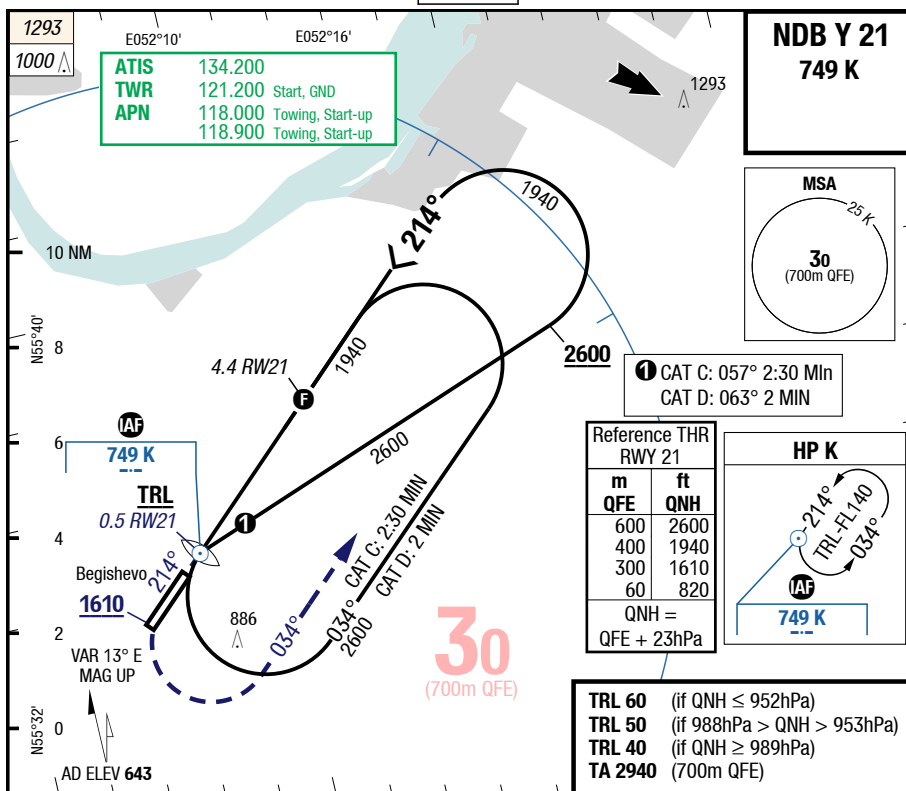 1293
1000
E052°10'
E052°16'
ATIS 134.200
TWR 121.200 Start, GND
APN 118.000 Towing, Start-up
118.900 Towing, Start-up
1293
NDB Y 21
749 K
MSA
25 K
30
(700m QFE)
1940
214°
10 NM
N55°40'
8
2600
4.4 RW21
1940
F
1 CAT C: 057° 2:30 MIn
CAT D: 063° 2 MIN
IAF
749 K
6
2600
TRL
0.5 RW21
1
4
Reference THR
RWY 21
m ft
QFE QNH
600 2600
400 1940
300 1610
60 820
QNH =
QFE + 23hPa
HP K
214°
TRL-FL140
034°
IAF
749 K
Begishevo
214°
1610
CAT C: 2:30 MIN
CAT D: 2 MIN
034°
034°
2600
886
2
30
(700m QFE)
VAR 13° E
MAG UP
N55°32'
0
AD ELEV 643
TRL 60 (if QNH ≤ 952hPa)
TRL 50 (if 988hPa > QNH > 953hPa)
TRL 40 (if QNH ≥ 989hPa)
TA 2940 (700m QFE)